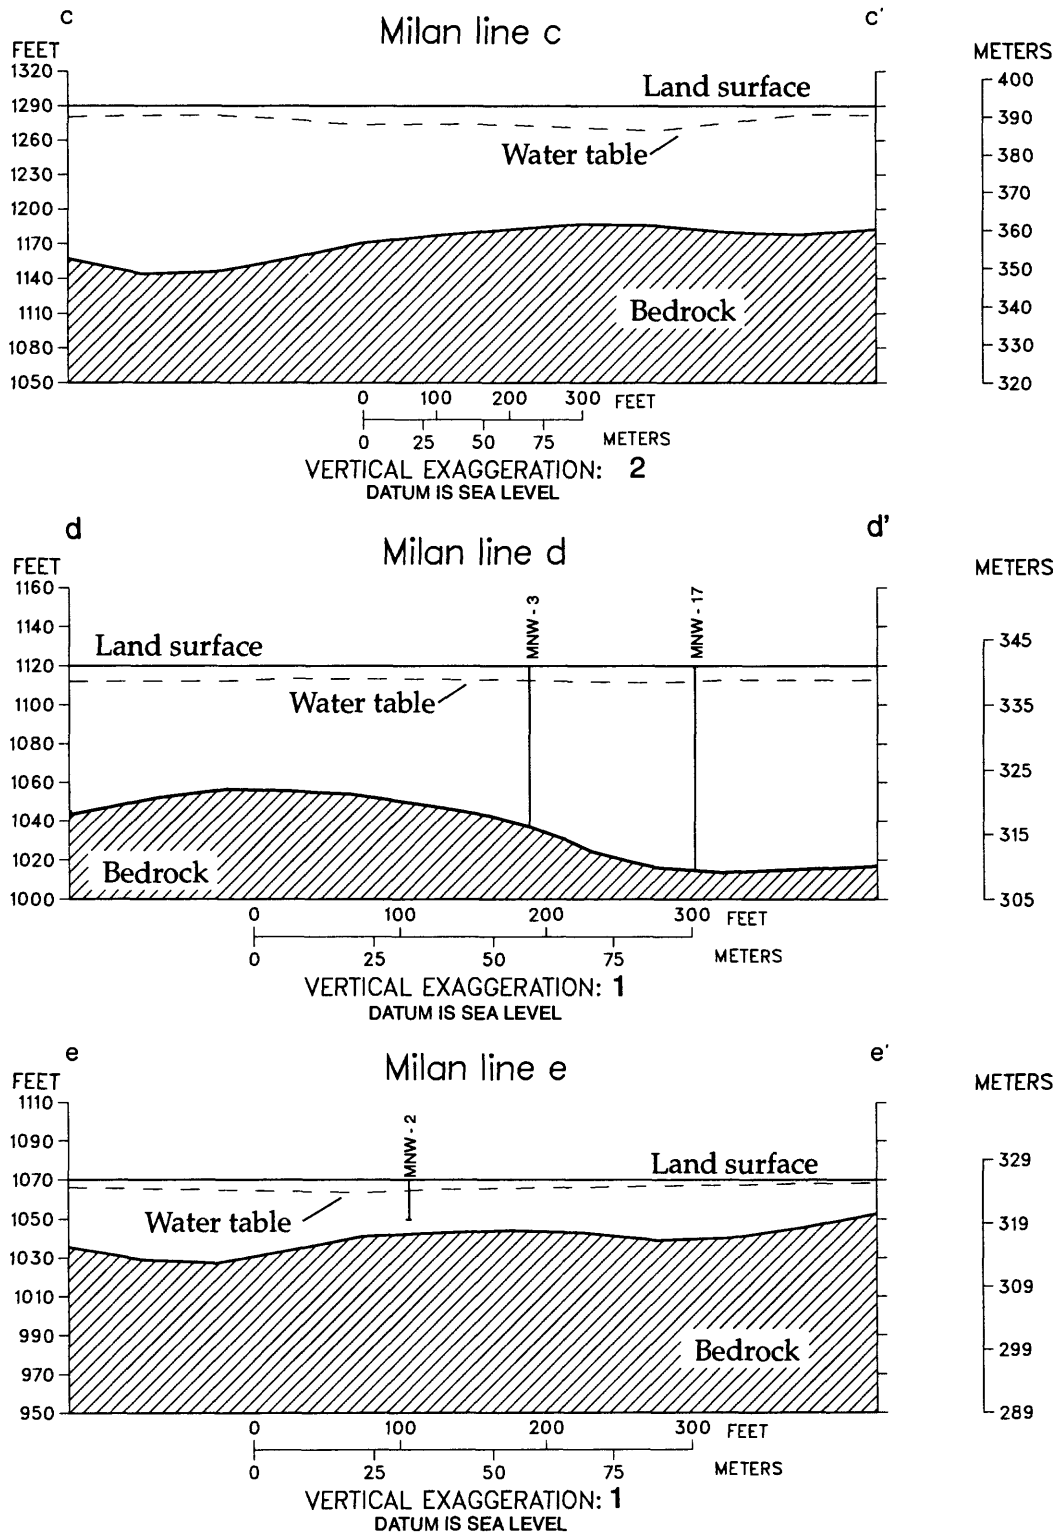 c c'
Milan line c
FEET METERS
1320
1290
1260
1230
1200
1170
1140
1110
1080
1050
Land surface
Water table
Bedrock
400
390
380
370
360
350
340
330
320
0 100 200 300 FEET
0 25 50 75 METERS
VERTICAL EXAGGERATION: 2
DATUM IS SEA LEVEL
d d'
Milan line d
FEET METERS
1160
1140
1120
1100
1080
1060
1040
1020
1000
MNW - 3
MNW - 17
Land surface
Water table
Bedrock
345
335
325
315
305
0 100 200 300 FEET
0 25 50 75 METERS
VERTICAL EXAGGERATION: 1
DATUM IS SEA LEVEL
e e'
Milan line e
FEET METERS
1110
1090
1070
1050
1030
1010
990
970
950
MNW - 2
Land surface
Water table
Bedrock
329
319
309
299
289
0 100 200 300 FEET
0 25 50 75 METERS
VERTICAL EXAGGERATION: 1
DATUM IS SEA LEVEL